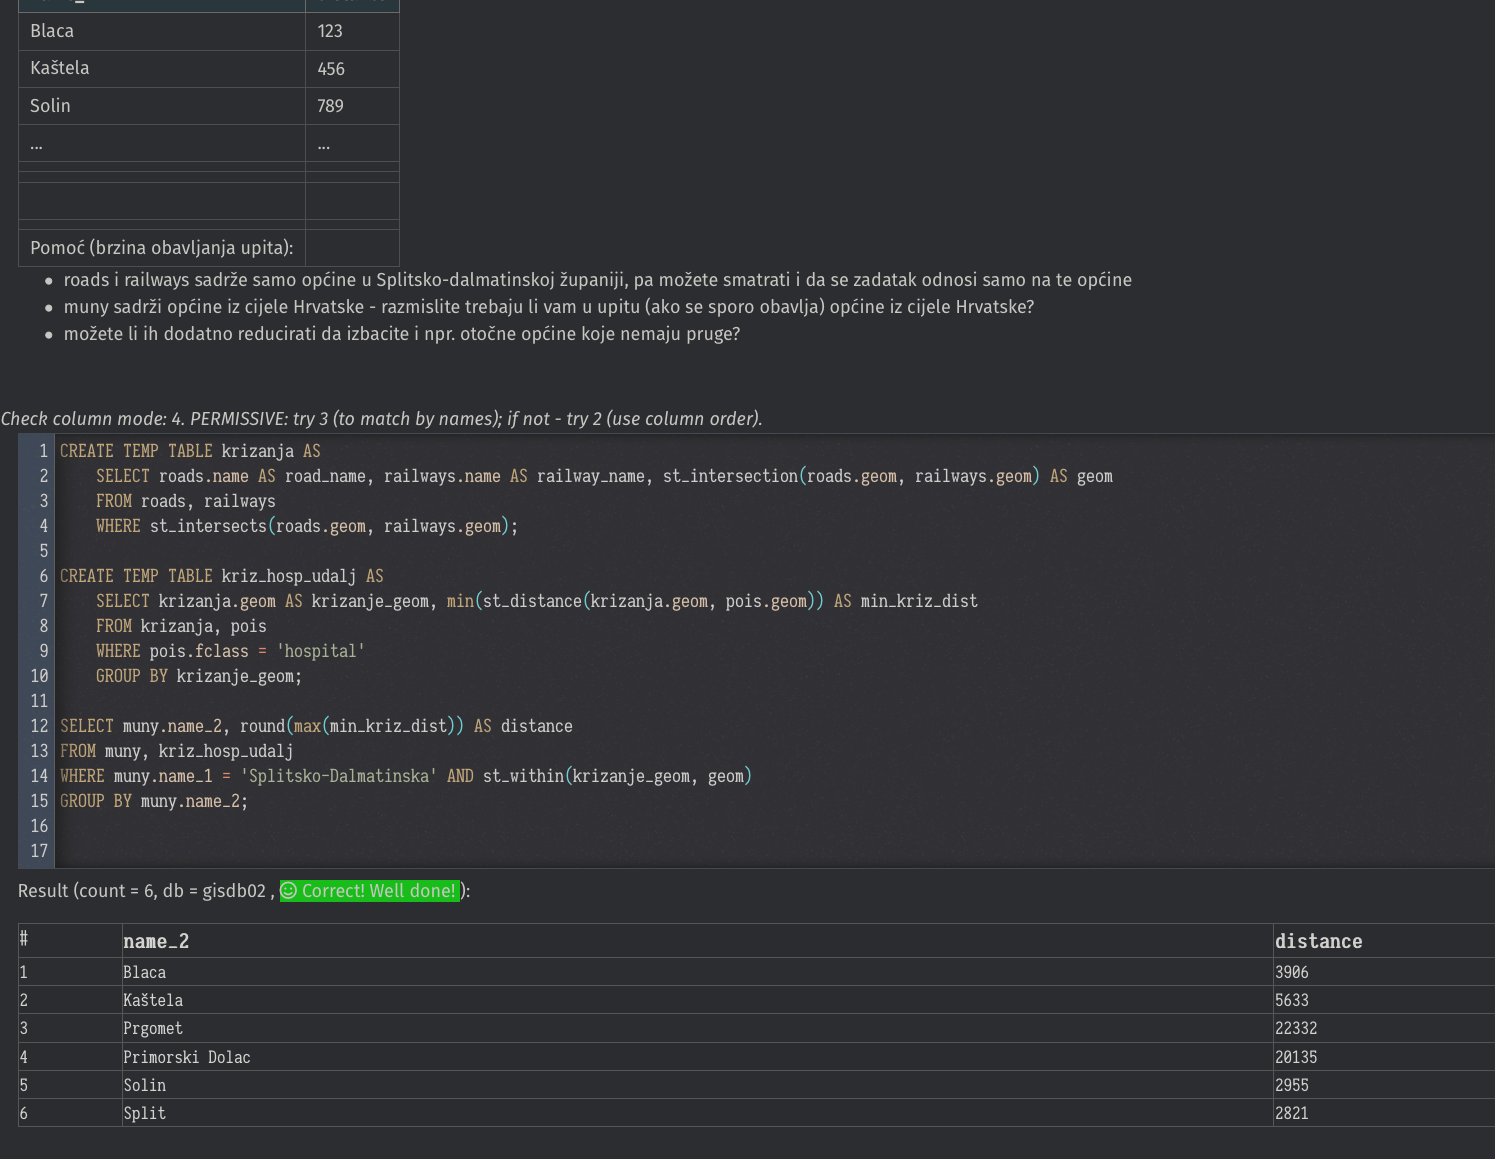 Blaca 123
Kaštela 456
Solin 789
... ...
Pomoć (brzina obavljanja upita):
• roads i railways sadrže samo općine u Splitsko-dalmatinskoj županiji, pa možete smatrati i da se zadatak odnosi samo na te općine
• muny sadrži općine iz cijele Hrvatske - razmislite trebaju li vam u upitu (ako se sporo obavlja) općine iz cijele Hrvatske?
• možete li ih dodatno reducirati da izbacite i npr. otočne općine koje nemaju pruge?
Check column mode: 4. PERMISSIVE: try 3 (to match by names); if not - try 2 (use column order).
1 CREATE TEMP TABLE krizanja AS
2 SELECT roads.name AS road_name, railways.name AS railway_name, st_intersection(roads.geom, railways.geom) AS geom
3 FROM roads, railways
4 WHERE st_intersects(roads.geom, railways.geom);
5
6 CREATE TEMP TABLE kriz_hosp_udalj AS
7 SELECT krizanja.geom AS krizanje_geom, min(st_distance(krizanja.geom, pois.geom)) AS min_kriz_dist
8 FROM krizanja, pois
9 WHERE pois.fclass = 'hospital'
10 GROUP BY krizanje_geom;
11
12 SELECT muny.name_2, round(max(min_kriz_dist)) AS distance
13 FROM muny, kriz_hosp_udalj
14 WHERE muny.name_1 = 'Splitsko-Dalmatinska' AND st_within(krizanje_geom, geom)
15 GROUP BY muny.name_2;
16
17
Result (count = 6, db = gisdb02 , Correct! Well done! ):
# name_2 distance
1 Blaca 3906
2 Kaštela 5633
3 Prgomet 22332
4 Primorski Dolac 20135
5 Solin 2955
6 Split 2821